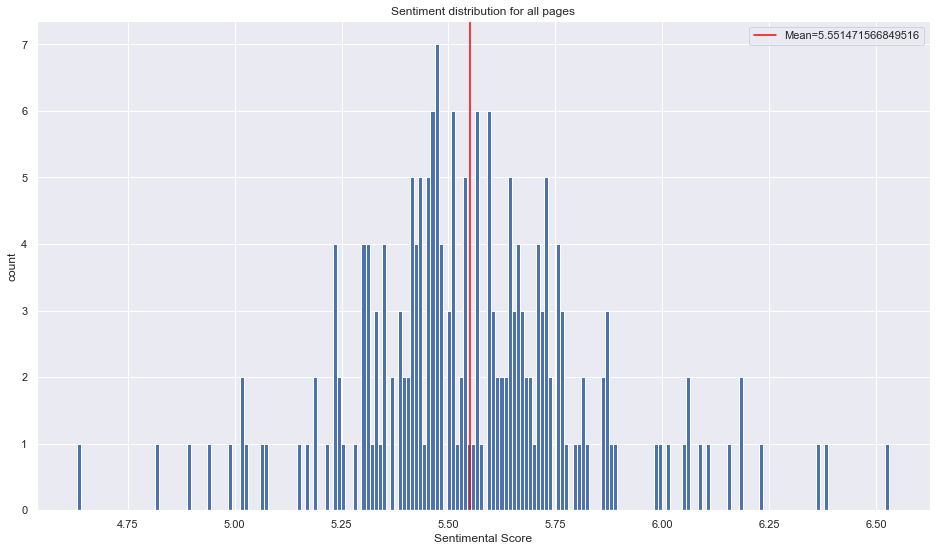 Sentiment distribution for all pages
Mean=5.551471566849516
7
6
5
4
3
2
1
0
count
4.75 5.00 5.25 5.50 5.75 6.00 6.25 6.50
Sentimental Score